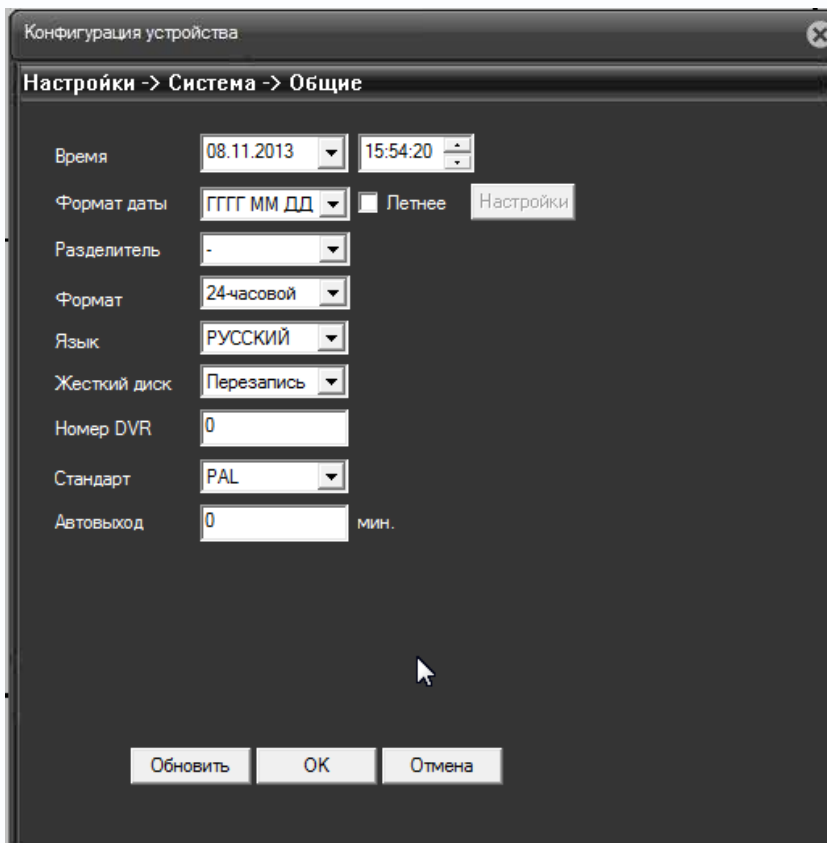 Конфигурация устройства
Настройки -> Система -> Общие
Время 08.11.2013 15:54:20
Формат даты ГГГГ ММ ДД Летнее Настройки
Разделитель -
Формат 24-часовой
Язык РУССКИЙ
Жесткий диск Перезапись
Номер DVR 0
Стандарт PAL
Автовыход 0 мин.
Обновить OK Отмена